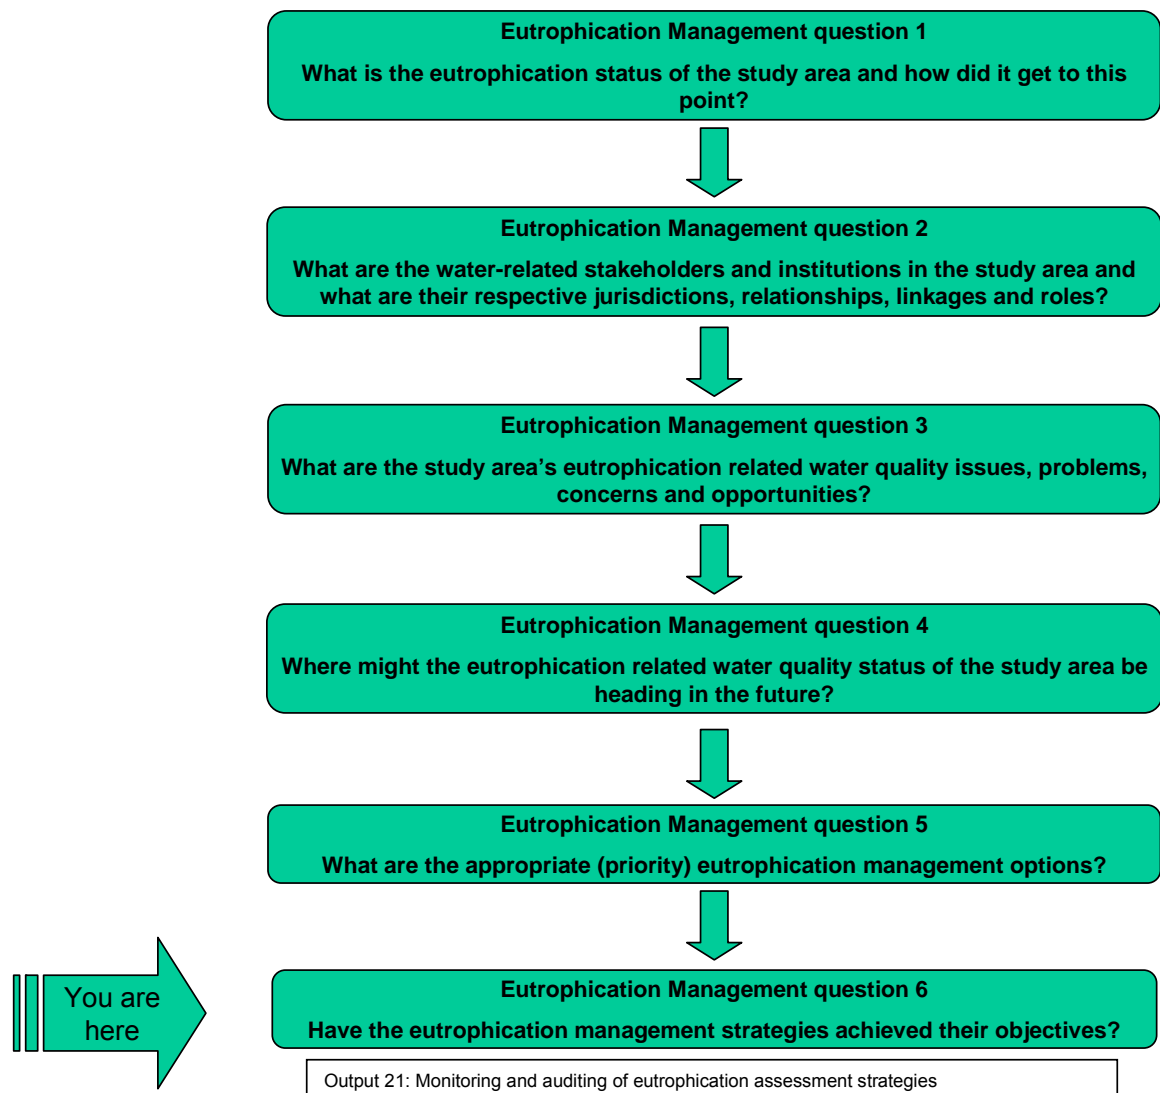 Eutrophication Management question 1
What is the eutrophication status of the study area and how did it get to this
point?
Eutrophication Management question 2
What are the water-related stakeholders and institutions in the study area and
what are their respective jurisdictions, relationships, linkages and roles?
Eutrophication Management question 3
What are the study area’s eutrophication related water quality issues, problems,
concerns and opportunities?
Eutrophication Management question 4
Where might the eutrophication related water quality status of the study area be
heading in the future?
Eutrophication Management question 5
What are the appropriate (priority) eutrophication management options?
You are
here
Eutrophication Management question 6
Have the eutrophication management strategies achieved their objectives?
Output 21: Monitoring and auditing of eutrophication assessment strategies